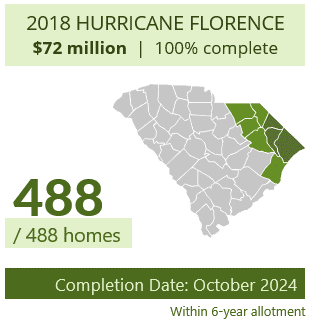 2018 HURRICANE FLORENCE
$72 million | 100% complete
488
/ 488 homes
Completion Date: October 2024
Within 6-year allotment